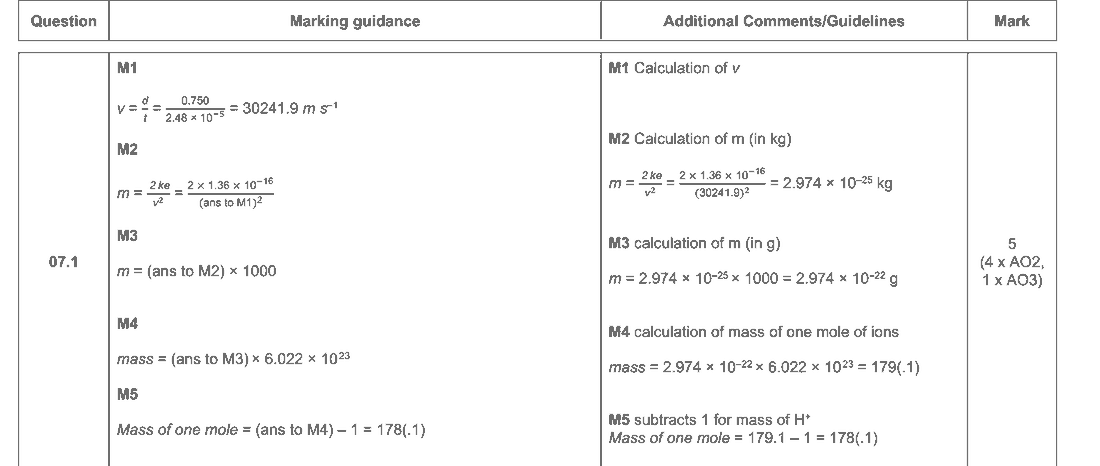 Question Marking guidance Additional Comments/Guidelines Mark
07.1
M1
v = d/t = 0.750/2.48 × 10⁻⁵ = 30241.9 m s⁻¹
M2
m = 2 ke/v² = 2 × 1.36 × 10⁻¹⁶/(ans to M1)²
M3
m = (ans to M2) × 1000
M4
mass = (ans to M3) × 6.022 × 10²³
M5
Mass of one mole = (ans to M4) – 1 = 178(.1)
M1 Calculation of v
M2 Calculation of m (in kg)
m = 2 ke/v² = 2 × 1.36 × 10⁻¹⁶/(30241.9)² = 2.974 × 10⁻²⁵ kg
M3 calculation of m (in g)
m = 2.974 × 10⁻²⁵ × 1000 = 2.974 × 10⁻²² g
M4 calculation of mass of one mole of ions
mass = 2.974 × 10⁻²² × 6.022 × 10²³ = 179(.1)
M5 subtracts 1 for mass of H⁺
Mass of one mole = 179.1 – 1 = 178(.1)
5
(4 x AO2,
1 x AO3)